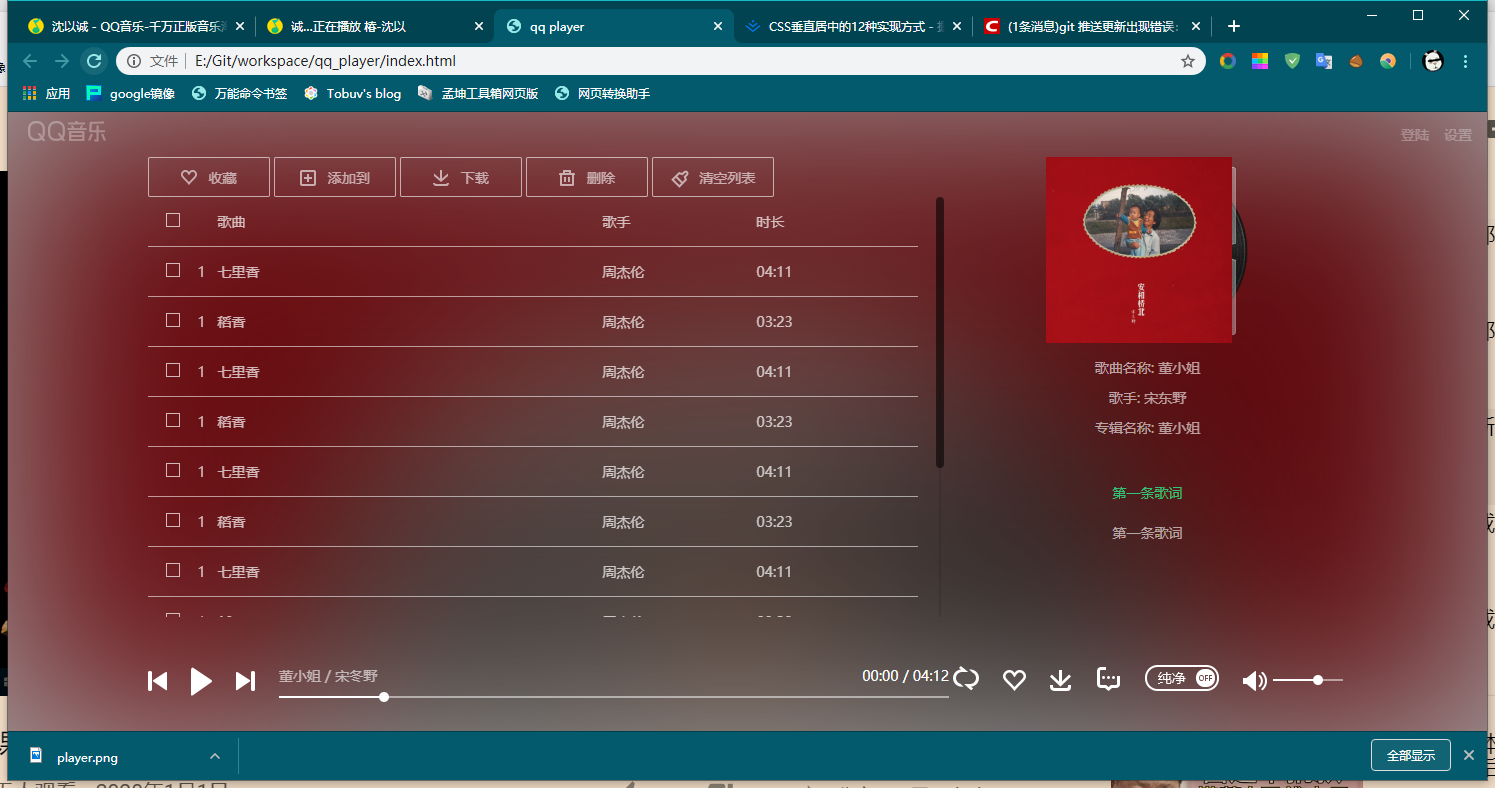 沈以诚 - QQ音乐-千万正版音乐
诚...正在播放 椿-沈以
qq player
CSS垂直居中的12种实现方式 -
(1条消息)git 推送更新出现错误:
文件 | E:/Git/workspace/qq_player/index.html
应用 google镜像 万能命令书签 Tobuv's blog 孟坤工具箱网页版 网页转换助手
QQ音乐
登陆 设置
收藏 添加到 下载 删除 清空列表
歌曲 歌手 时长
1 七里香 周杰伦 04:11
1 稻香 周杰伦 03:23
1 七里香 周杰伦 04:11
1 稻香 周杰伦 03:23
1 七里香 周杰伦 04:11
1 稻香 周杰伦 03:23
1 七里香 周杰伦 04:11
安和桥北
歌曲名称: 董小姐
歌手: 宋东野
专辑名称: 董小姐
第一条歌词
第一条歌词
董小姐 / 宋冬野
00:00 / 04:12
纯净 OFF
player.png
全部显示
2020年1月1日